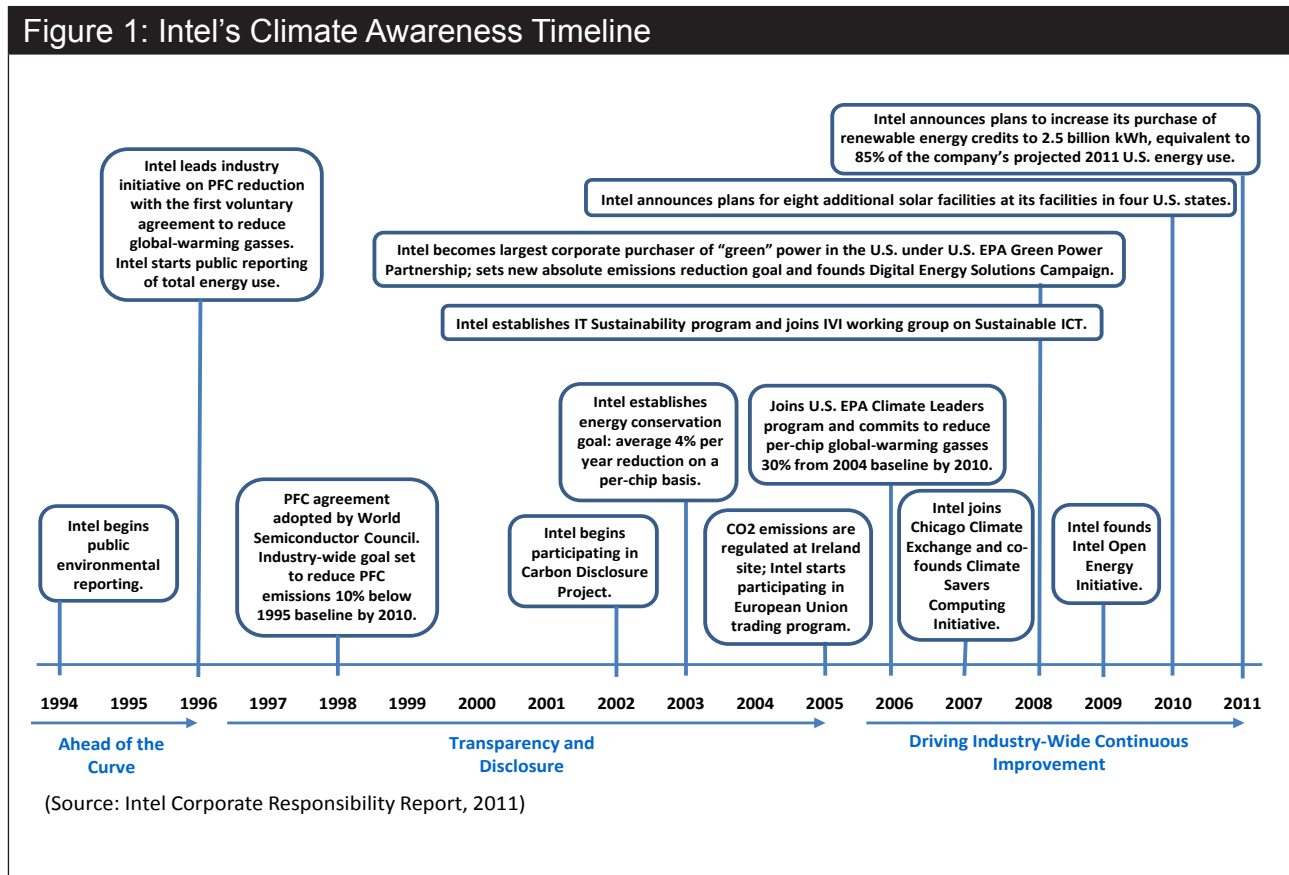 Figure 1: Intel's Climate Awareness Timeline
Intel announces plans to increase its purchase of
renewable energy credits to 2.5 billion kWh, equivalent to
85% of the company's projected 2011 U.S. energy use.
Intel leads industry
initiative on PFC reduction
with the first voluntary
agreement to reduce
global-warming gasses.
Intel starts public reporting
of total energy use.
Intel announces plans for eight additional solar facilities at its facilities in four U.S. states.
Intel becomes largest corporate purchaser of “green” power in the U.S. under U.S. EPA Green Power
Partnership; sets new absolute emissions reduction goal and founds Digital Energy Solutions Campaign.
Intel establishes IT Sustainability program and joins IVI working group on Sustainable ICT.
Intel establishes
energy conservation
goal: average 4% per
year reduction on a
per-chip basis.
Joins U.S. EPA Climate Leaders
program and commits to reduce
per-chip global-warming gasses
30% from 2004 baseline by 2010.
Intel begins
public
environmental
reporting.
PFC agreement
adopted by World
Semiconductor Council.
Industry-wide goal set
to reduce PFC
emissions 10% below
1995 baseline by 2010.
Intel begins
participating in
Carbon Disclosure
Project.
CO2 emissions are
regulated at Ireland
site; Intel starts
participating in
European Union
trading program.
Intel joins
Chicago Climate
Exchange and co-
founds Climate
Savers
Computing
Initiative.
Intel founds
Intel Open
Energy
Initiative.
1994 1995 1996 1997 1998 1999 2000 2001 2002 2003 2004 2005 2006 2007 2008 2009 2010 2011
Ahead of the
Curve
Transparency and
Disclosure
Driving Industry-Wide Continuous
Improvement
(Source: Intel Corporate Responsibility Report, 2011)